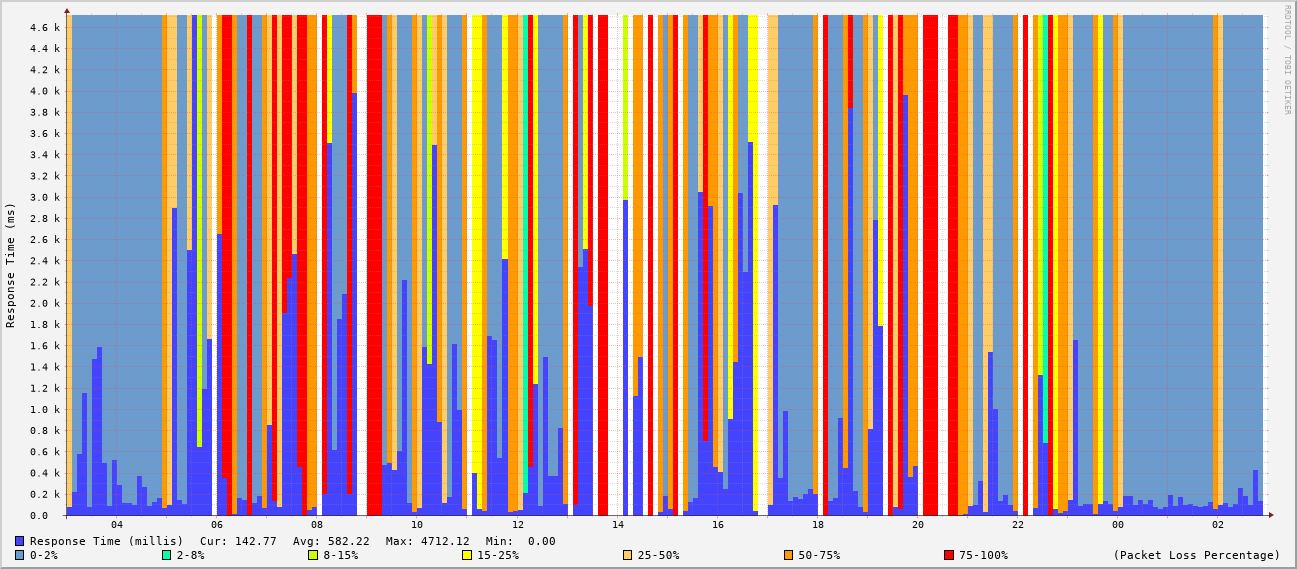 RRDTOOL / TOBI OETIKER
Response Time (ms)
4.6 k
4.4 k
4.2 k
4.0 k
3.8 k
3.6 k
3.4 k
3.2 k
3.0 k
2.8 k
2.6 k
2.4 k
2.2 k
2.0 k
1.8 k
1.6 k
1.4 k
1.2 k
1.0 k
0.8 k
0.6 k
0.4 k
0.2 k
0.0
04 06 08 10 12 14 16 18 20 22 00 02
Response Time (millis) Cur: 142.77 Avg: 582.22 Max: 4712.12 Min: 0.00
0-2% 2-8% 8-15% 15-25% 25-50% 50-75% 75-100% (Packet Loss Percentage)